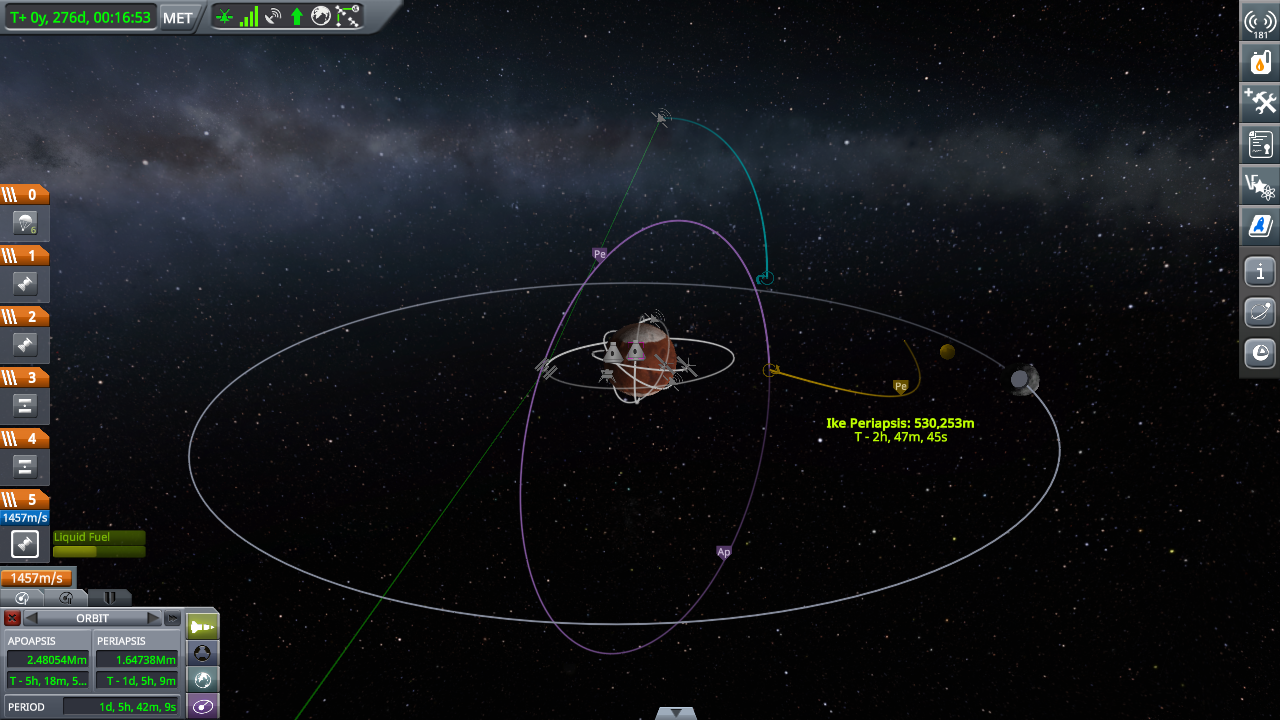 T+ 0y, 276d, 00:16:53
MET
181
0
6
1
2
3
4
5
1457m/s
Liquid Fuel
1457m/s
ORBIT
APOAPSIS
PERIAPSIS
2.48054Mm
1.64738Mm
T - 5h, 18m, 5...
T - 1d, 5h, 9m
PERIOD
1d, 5h, 42m, 9s
Pe
Pe
Ike Periapsis: 530,253m
T - 2h, 47m, 45s
Ap